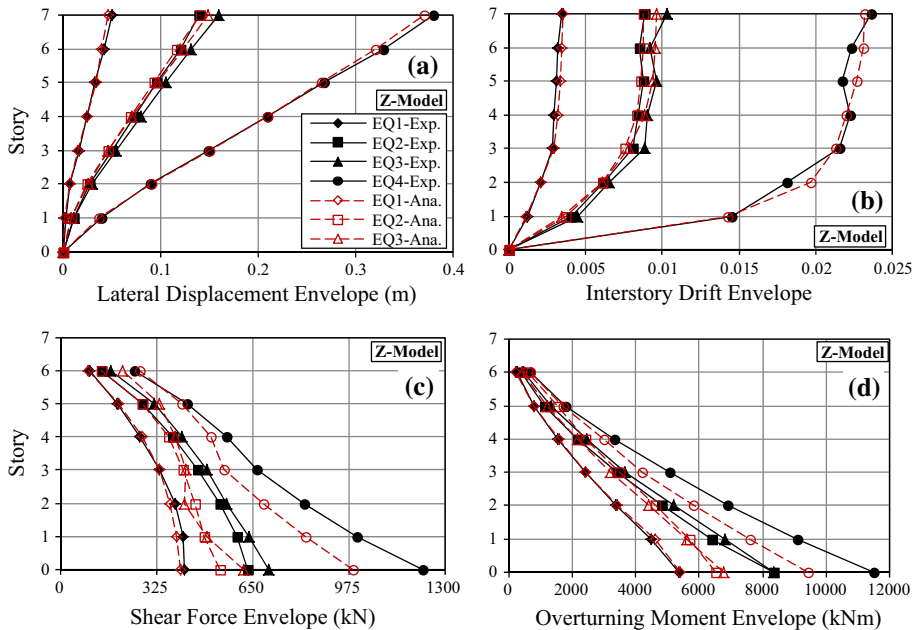 7
6
5
4
3
2
1
0
Story
(a)
Z-Model
EQ1-Exp.
EQ2-Exp.
EQ3-Exp.
EQ4-Exp.
EQ1-Ana.
EQ2-Ana.
EQ3-Ana.
0 0.1 0.2 0.3 0.4
Lateral Displacement Envelope (m)
7
6
5
4
3
2
1
0
(b)
Z-Model
0 0.005 0.01 0.015 0.02 0.025
Interstory Drift Envelope
7
6
5
4
3
2
1
0
Story
Z-Model
(c)
0 325 650 975 1300
Shear Force Envelope (kN)
7
6
5
4
3
2
1
0
Z-Model
(d)
0 2000 4000 6000 8000 10000 12000
Overturning Moment Envelope (kNm)